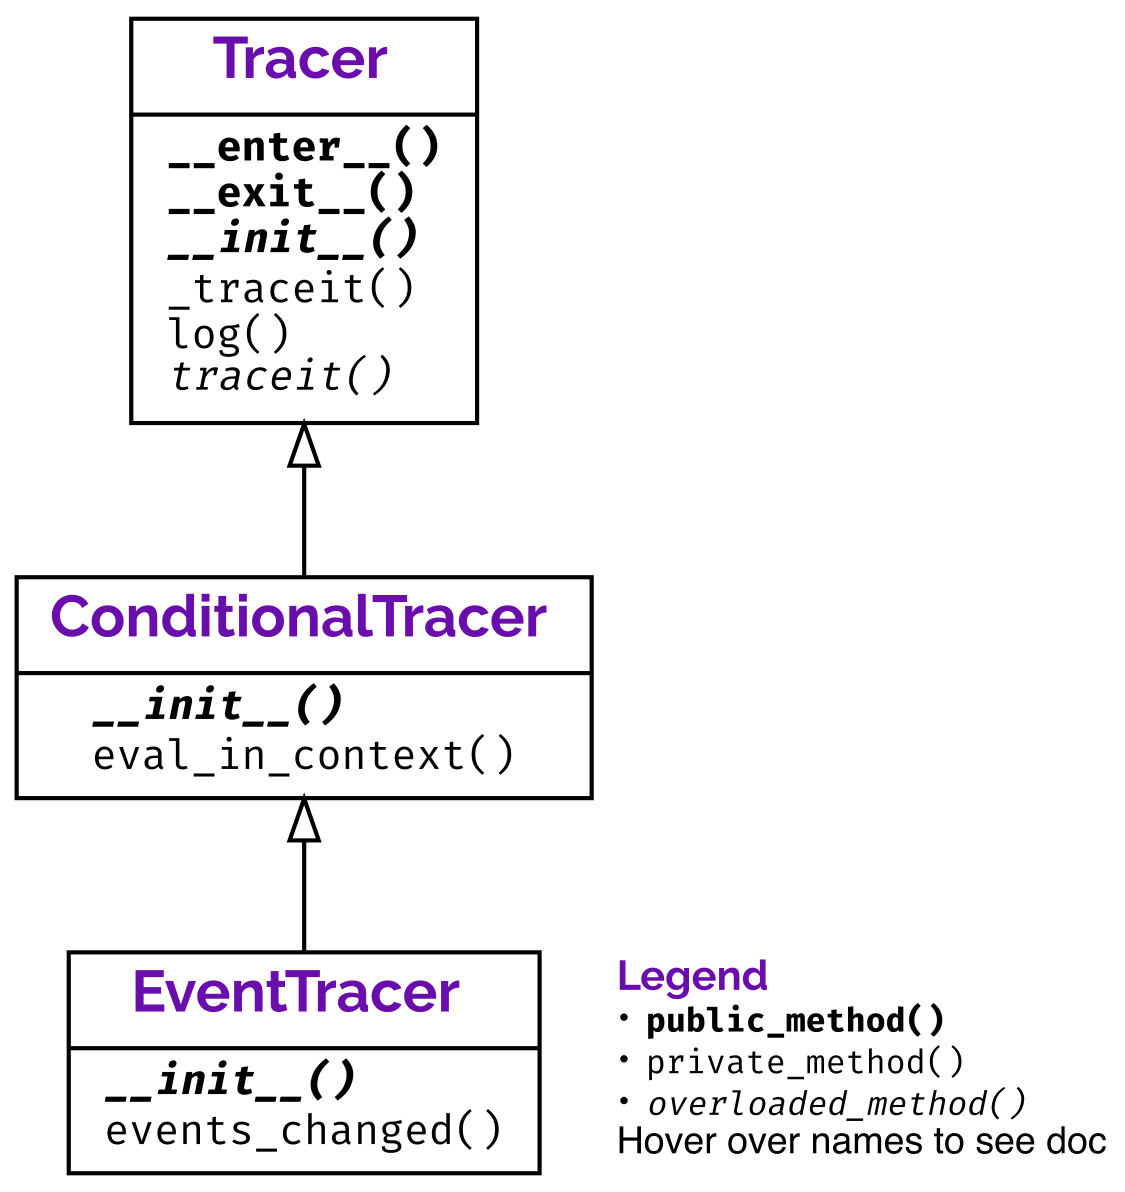 Tracer
__enter__()
__exit__()
__init__()
_traceit()
log()
traceit()
ConditionalTracer
__init__()
eval_in_context()
EventTracer
__init__()
events_changed()
Legend
• public_method()
• private_method()
• overloaded_method()
Hover over names to see doc